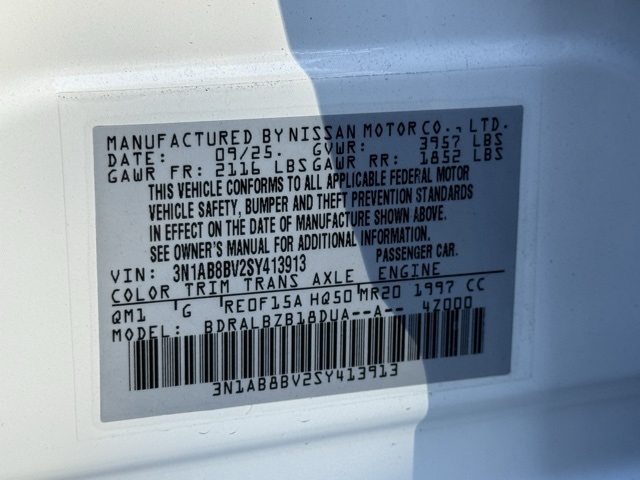 MANUFACTURED BY NISSAN MOTOR CO., LTD.
DATE: 09/25. GVWR: 3957 LBS
GAWR FR: 2116 LBS GAWR RR: 1852 LBS
THIS VEHICLE CONFORMS TO ALL APPLICABLE FEDERAL MOTOR
VEHICLE SAFETY, BUMPER AND THEFT PREVENTION STANDARDS
IN EFFECT ON THE DATE OF MANUFACTURE SHOWN ABOVE.
SEE OWNER'S MANUAL FOR ADDITIONAL INFORMATION.
VIN: 3N1AB8BV2SY413913 PASSENGER CAR.
COLOR TRIM TRANS AXLE ENGINE
QM1 G RE0F15A HQ50 MR20 1997 CC
MODEL: BDRALBZB18DUA--A-- 4Z000
3N1AB8BV2SY413913